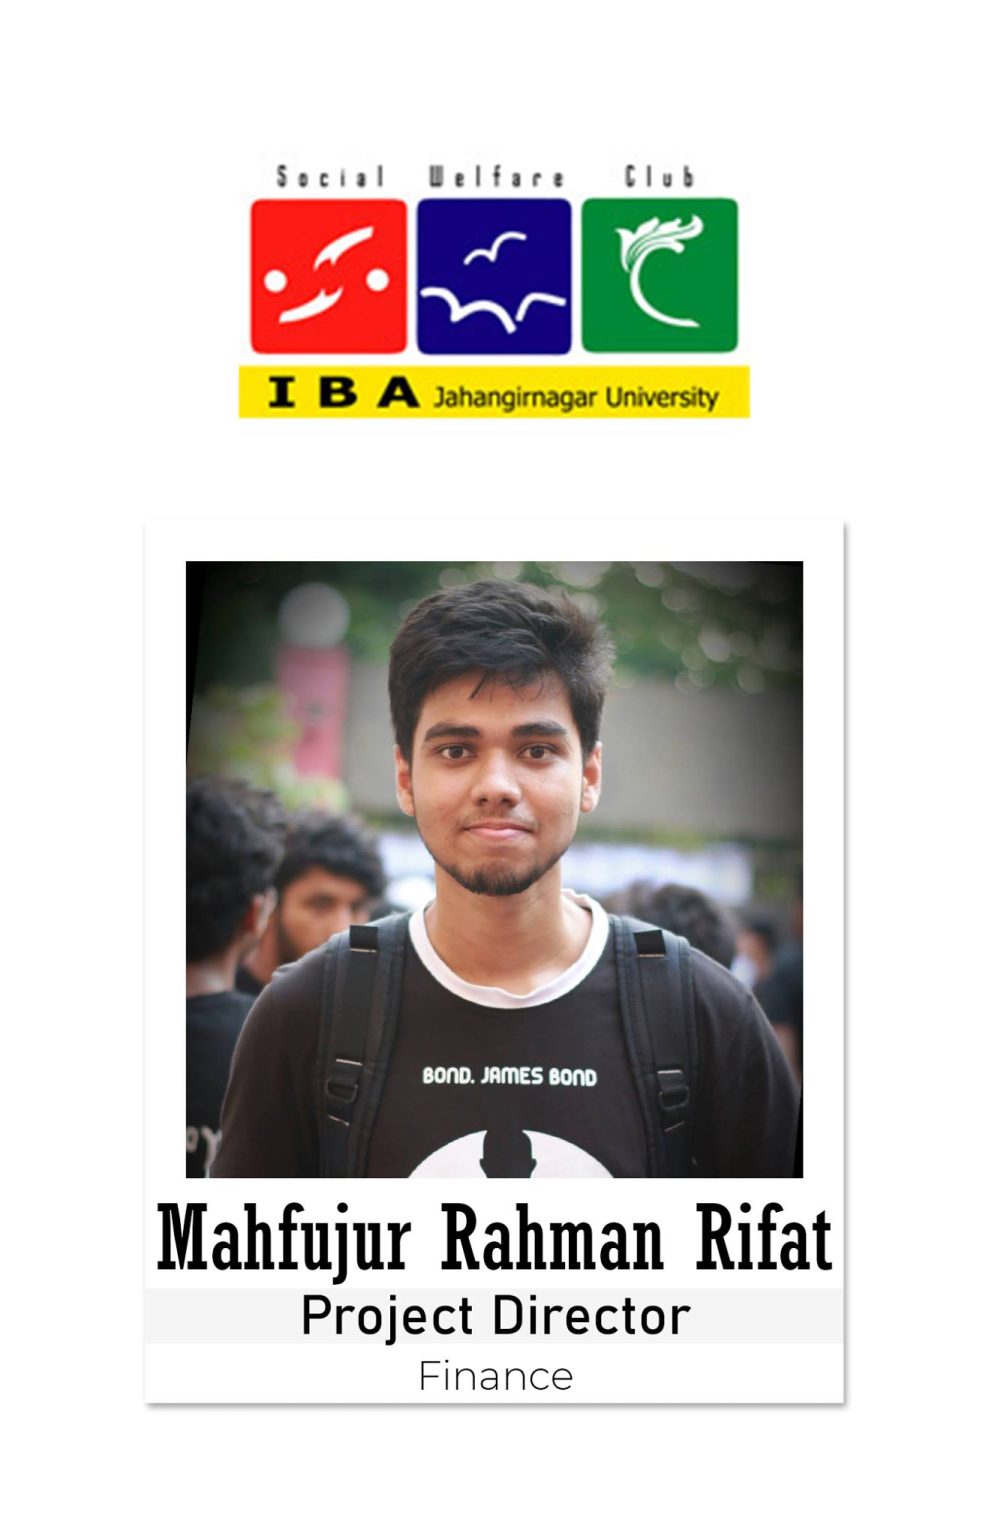 Social Welfare Club
IBA Jahangirnagar University
BOND. JAMES BOND
Mahfujur Rahman Rifat
Project Director
Finance